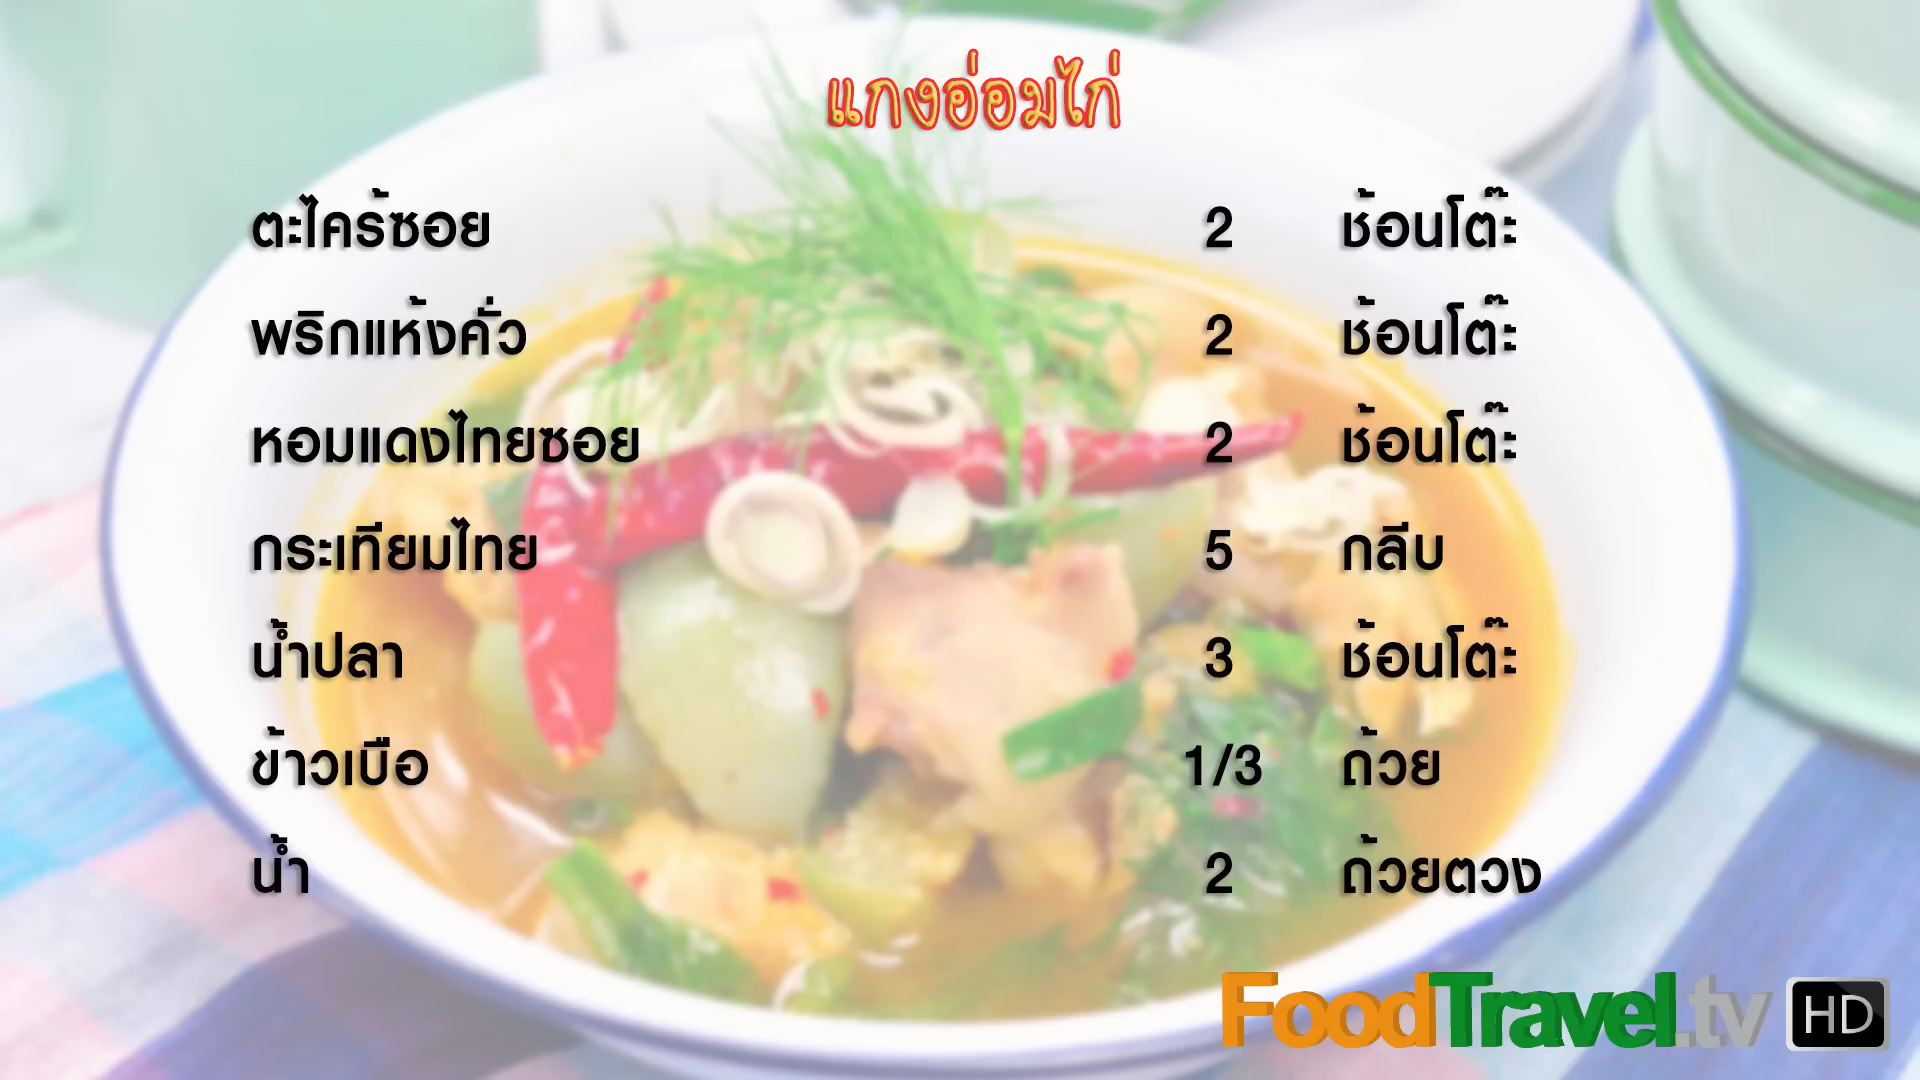 แกงอ่อมไก่
ตะไคร้ซอย 2 ช้อนโต๊ะ
พริกแห้งคั่ว 2 ช้อนโต๊ะ
หอมแดงไทยซอย 2 ช้อนโต๊ะ
กระเทียมไทย 5 กลีบ
น้ำปลา 3 ช้อนโต๊ะ
ข้าวเบือ 1/3 ถ้วย
น้ำ 2 ถ้วยตวง
FoodTravel.tv HD